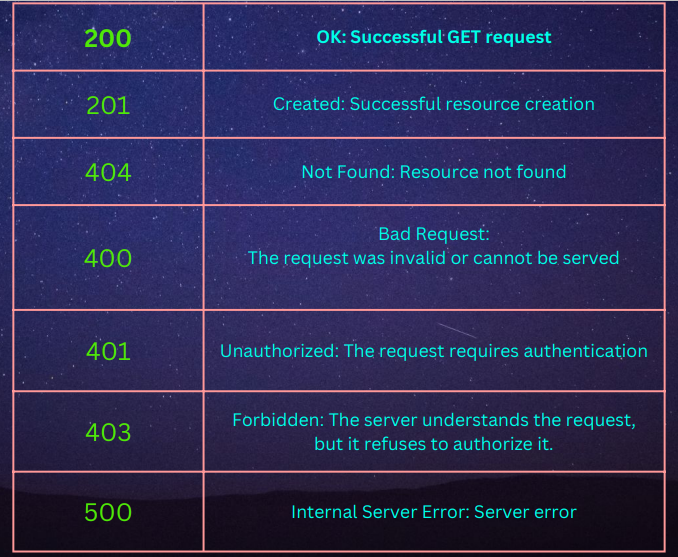 200
OK: Successful GET request
201
Created: Successful resource creation
404
Not Found: Resource not found
400
Bad Request:
The request was invalid or cannot be served
401
Unauthorized: The request requires authentication
403
Forbidden: The server understands the request,
but it refuses to authorize it.
500
Internal Server Error: Server error